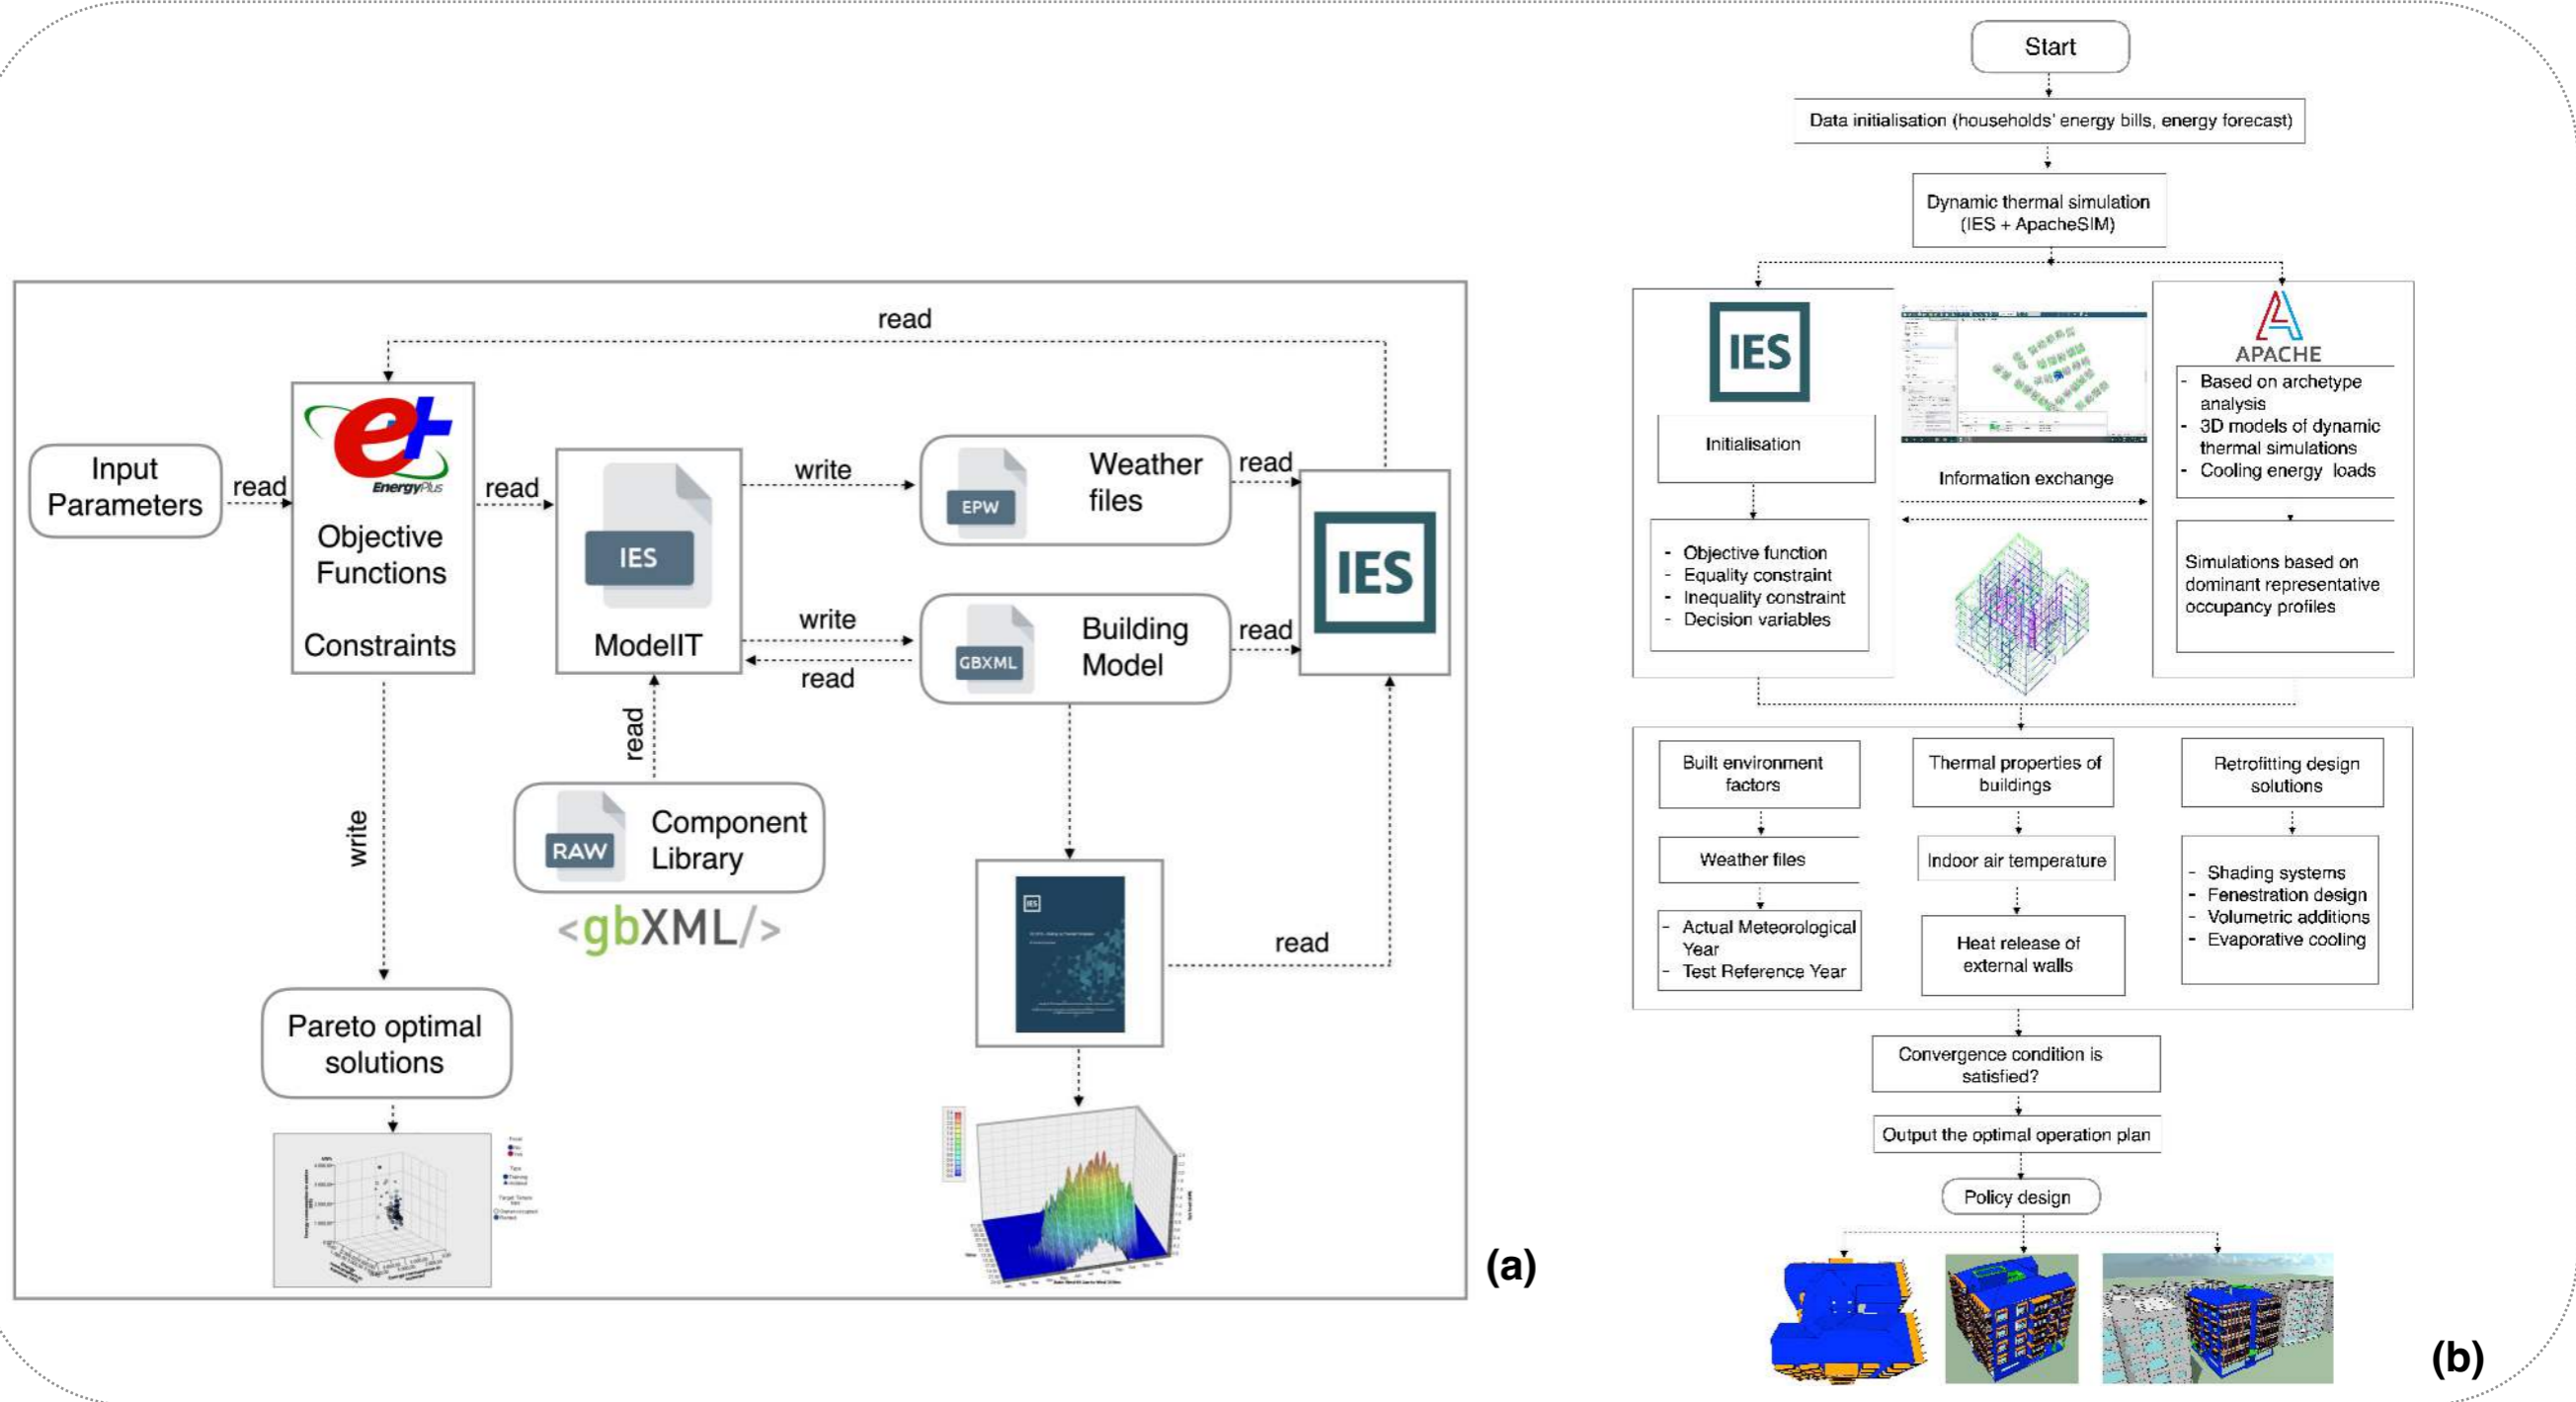 read
Input
Parameters
read
e+
EnergyPlus
Objective
Functions
Constraints
read
IES
ModelIT
write
EPW
Weather
files
read
write
read
GBXML
Building
Model
read
IES
read
RAW
Component
Library
<gbXML/>
write
Pareto optimal
solutions
IES
read
(a)
Start
Data initialisation (households' energy bills, energy forecast)
Dynamic thermal simulation
(IES + ApacheSIM)
IES
Initialisation
- Objective function
- Equality constraint
- Inequality constraint
- Decision variables
Information exchange
APACHE
- Based on archetype
analysis
- 3D models of dynamic
thermal simulations
- Cooling energy loads
Simulations based on
dominant representative
occupancy profiles
Built environment
factors
Weather files
- Actual Meteorological
Year
- Test Reference Year
Thermal properties of
buildings
Indoor air temperature
Heat release of
external walls
Retrofitting design
solutions
- Shading systems
- Fenestration design
- Volumetric additions
- Evaporative cooling
Convergence condition is
satisfied?
Output the optimal operation plan
Policy design
(b)